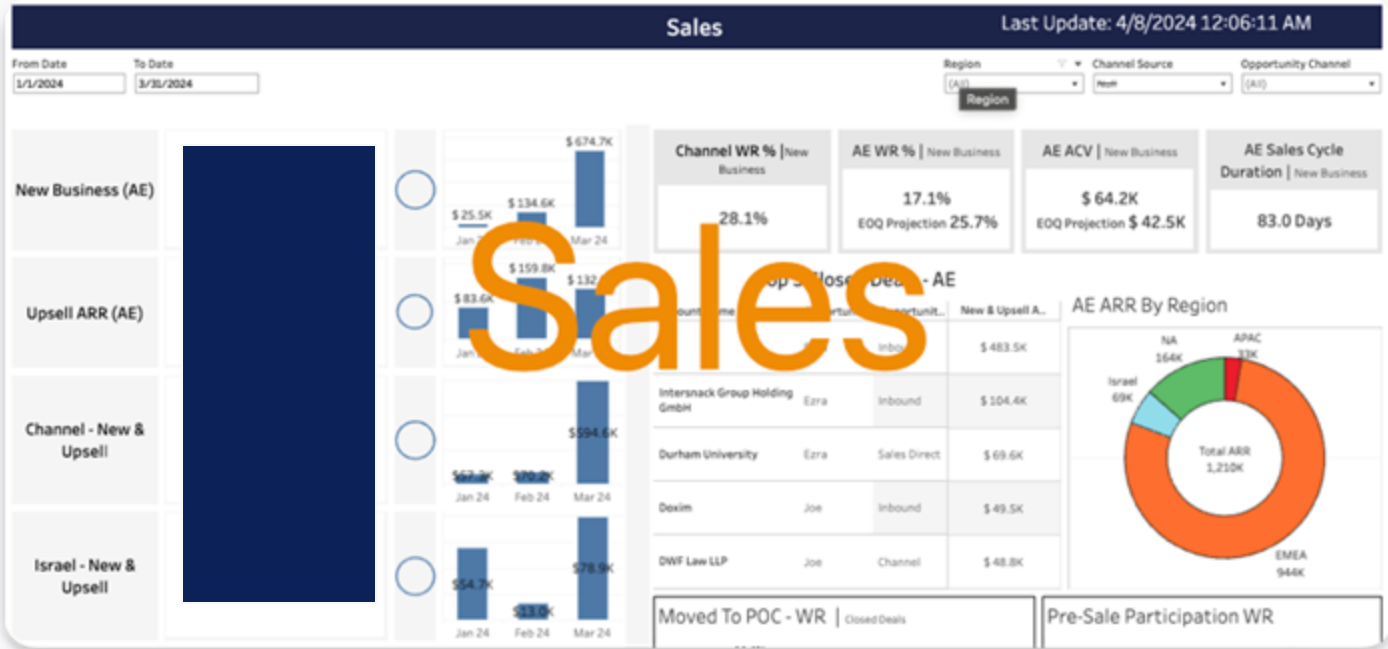 Sales
Last Update: 4/8/2024 12:06:11 AM
From Date
To Date
Region
Channel Source
Opportunity Channel
1/1/2024
3/31/2024
(All)
(All)
Region
New Business (AE)
$ 25.5K
$ 134.6K
$ 674.7K
Jan
Mar 24
Channel WR % |New Business
28.1%
AE WR % | New Business
17.1%
EOQ Projection 25.7%
AE ACV | New Business
$ 64.2K
EOQ Projection $ 42.5K
AE Sales Cycle
Duration | New Business
83.0 Days
Sales
Upsell ARR (AE)
$ 83.6K
$ 159.8K
$ 132
- AE
New & Upsell A..
$ 483.5K
Intersnack Group Holding GmbH
Ezra
Inbound
$ 104.4K
Durham University
Ezra
Sales Direct
$ 69.6K
Doxim
Joe
Inbound
$ 49.5K
DWF Law LLP
Joe
Channel
$ 48.8K
AE ARR By Region
NA
164K
APAC
33K
Israel
69K
Total ARR
1,210K
EMEA
944K
Channel - New &
Upsell
$57.3K
$70.2K
$594.6K
Jan 24
Feb 24
Mar 24
Israel - New &
Upsell
$54.7K
$13.0K
$78.9K
Jan 24
Feb 24
Mar 24
Moved To POC - WR | Closed Deals
Pre-Sale Participation WR